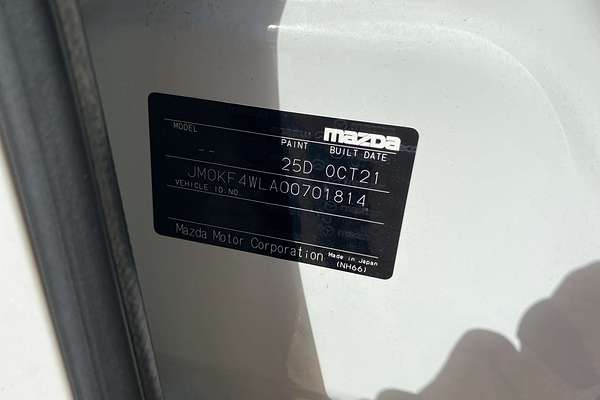 mazda
MODEL PAINT BUILT DATE
-- 25D OCT21
JM0KF4WLA00701814
VEHICLE ID.NO.
Mazda Motor Corporation Made in Japan
(NH66)